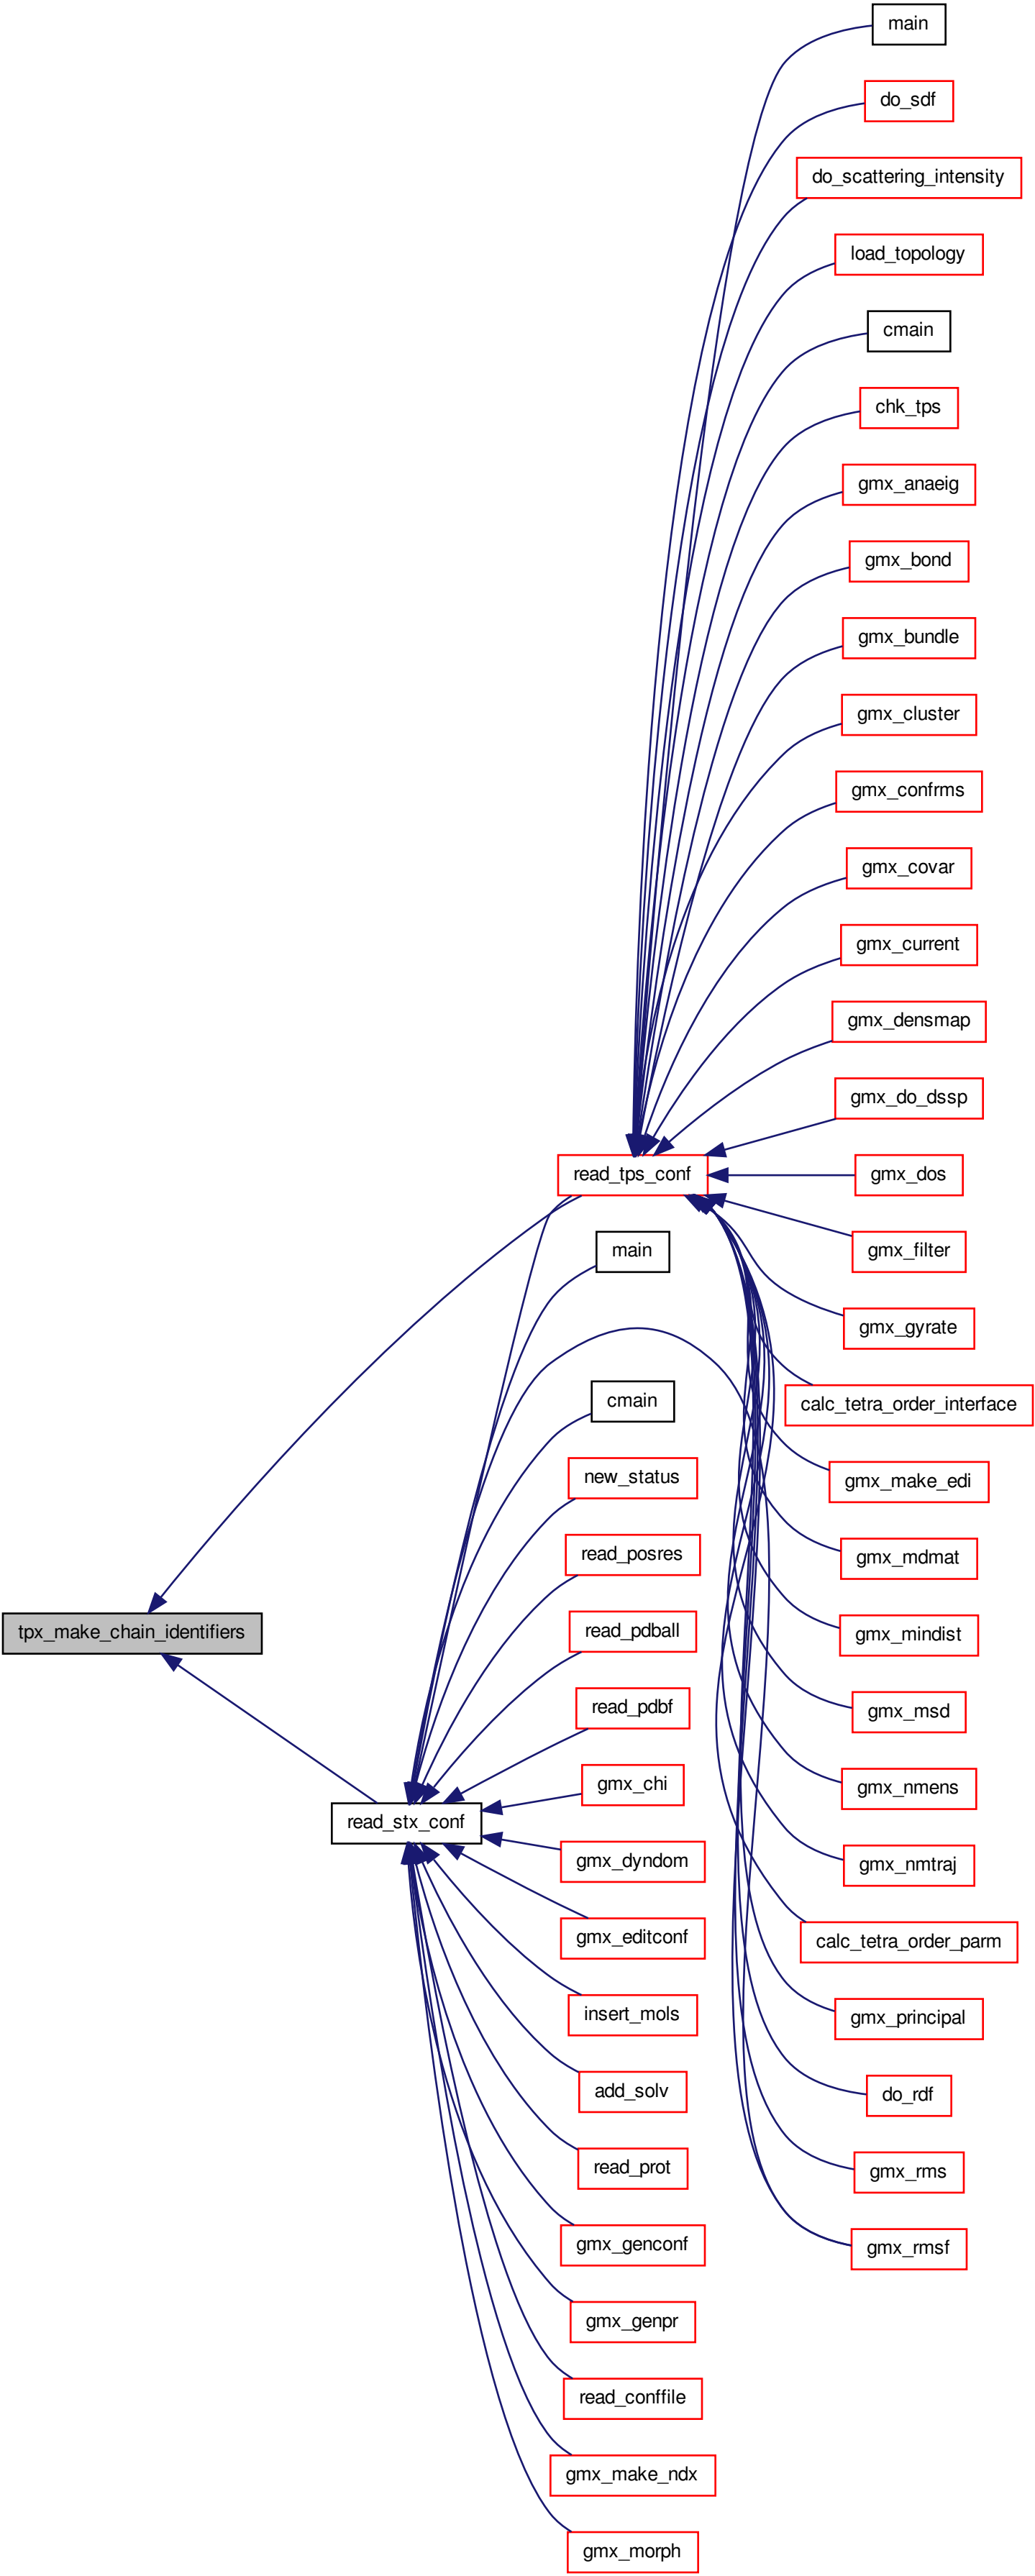 main
do_sdf
do_scattering_intensity
load_topology
cmain
chk_tps
gmx_anaeig
gmx_bond
gmx_bundle
gmx_cluster
gmx_confrms
gmx_covar
gmx_current
gmx_densmap
gmx_do_dssp
read_tps_conf
gmx_dos
main
gmx_filter
gmx_gyrate
cmain
calc_tetra_order_interface
new_status
gmx_make_edi
read_posres
gmx_mdmat
tpx_make_chain_identifiers
read_pdball
gmx_mindist
read_pdbf
gmx_msd
gmx_chi
gmx_nmens
read_stx_conf
gmx_dyndom
gmx_nmtraj
gmx_editconf
calc_tetra_order_parm
insert_mols
gmx_principal
add_solv
do_rdf
read_prot
gmx_rms
gmx_genconf
gmx_rmsf
gmx_genpr
read_conffile
gmx_make_ndx
gmx_morph